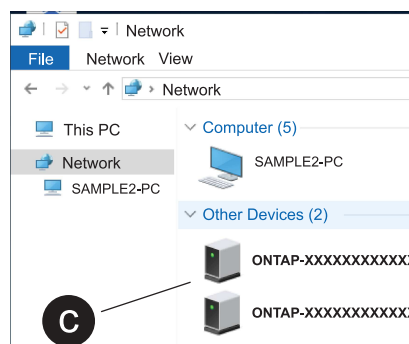 Network
File Network View
Network
This PC
Network
SAMPLE2-PC
Computer (5)
SAMPLE2-PC
Other Devices (2)
ONTAP-XXXXXXXXXXX
ONTAP-XXXXXXXXXXX
C